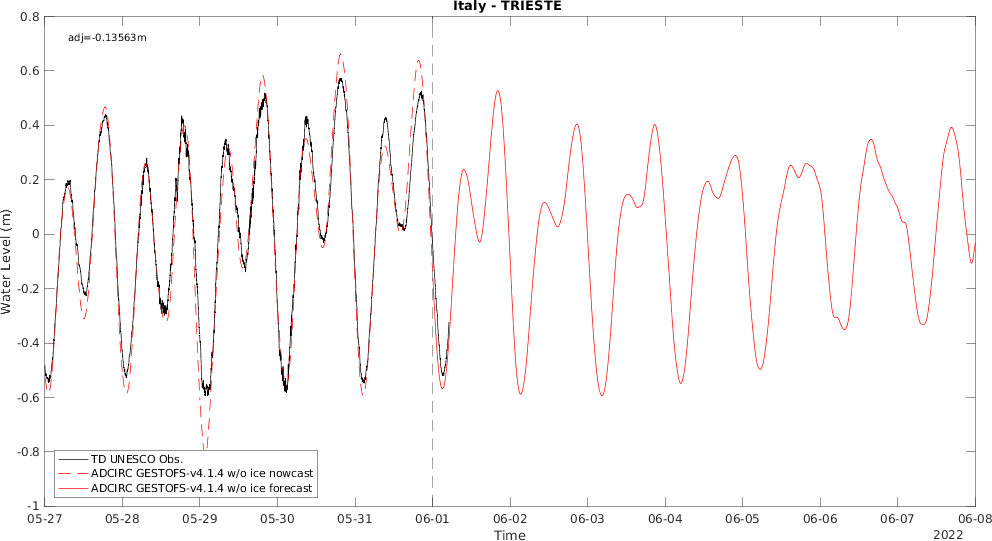 Italy - TRIESTE
adj=-0.13563m
0.8
0.6
0.4
0.2
0
-0.2
-0.4
-0.6
-0.8
-1
Water Level (m)
TD UNESCO Obs.
ADCIRC GESTOFS-v4.1.4 w/o ice nowcast
ADCIRC GESTOFS-v4.1.4 w/o ice forecast
05-27 05-28 05-29 05-30 05-31 06-01 06-02 06-03 06-04 06-05 06-06 06-07 06-08
Time
2022